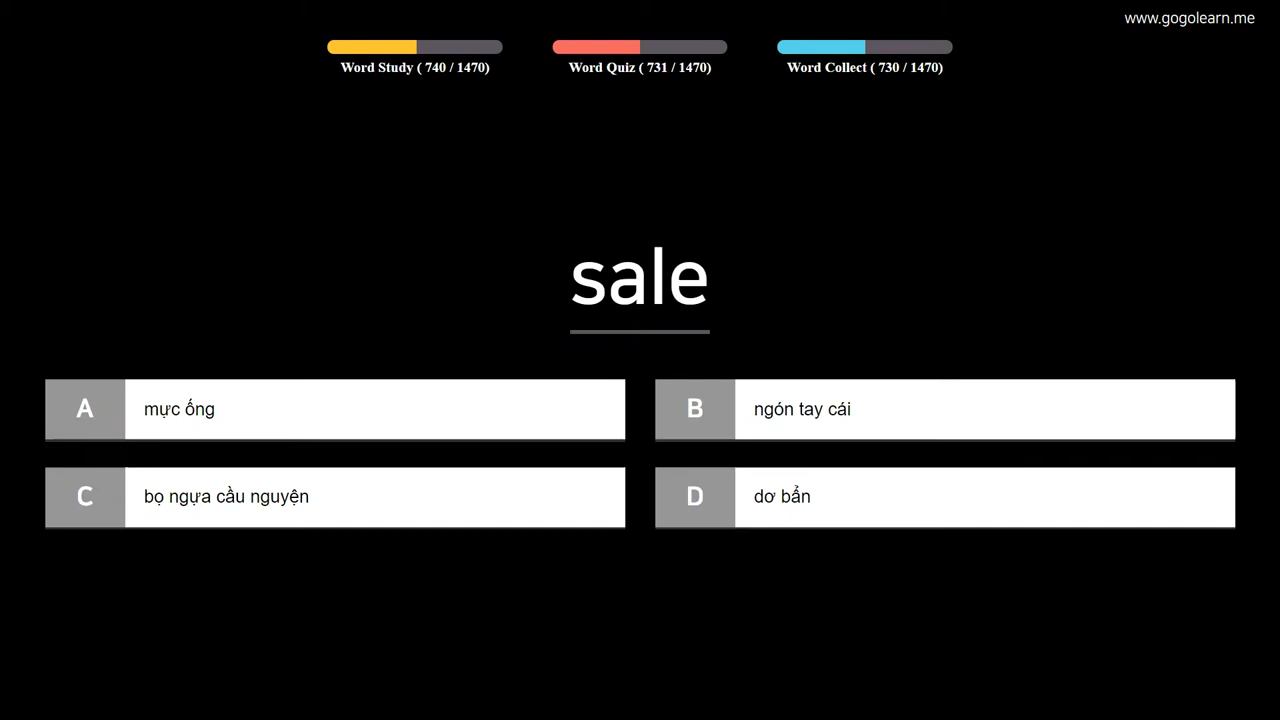 www.gogolearn.me
Word Study ( 740 / 1470)
Word Quiz ( 731 / 1470)
Word Collect ( 730 / 1470)
sale
A mực ống
B ngón tay cái
C bọ ngựa cầu nguyện
D dơ bẩn